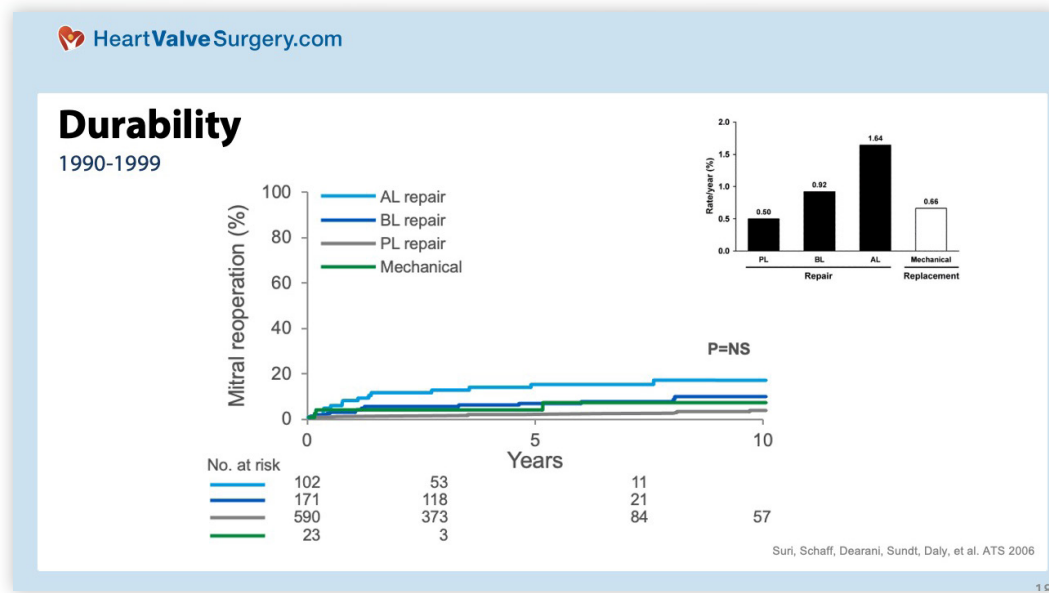 HeartValveSurgery.com
Durability
1990-1999
Mitral reoperation (%)
100
80
60
40
20
0
AL repair
BL repair
PL repair
Mechanical
P=NS
0 5 10
Years
Rate/year (%)
2.0
1.5
1.0
0.5
0.0
0.50 0.92 1.64 0.66
PL BL AL Mechanical
Repair Replacement
No. at risk
102 53 11
171 118 21
590 373 84 57
23 3
Suri, Schaff, Dearani, Sundt, Daly, et al. ATS 2006